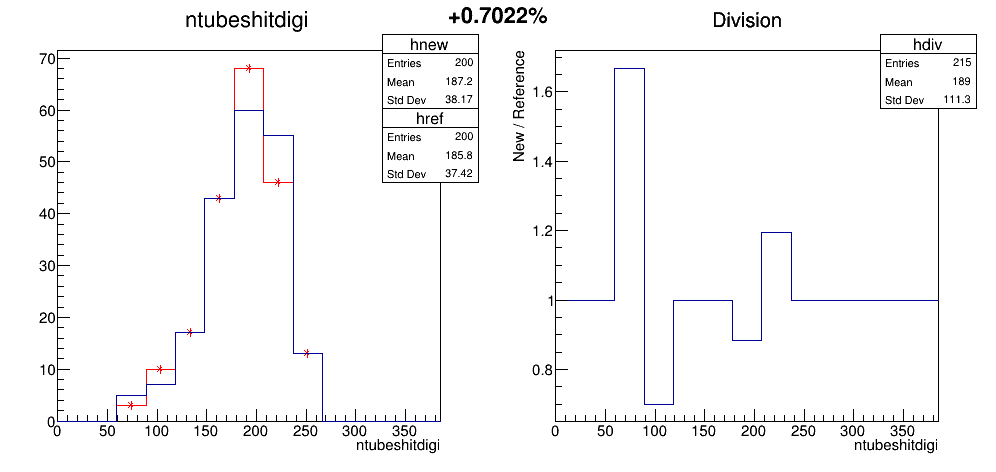 +0.7022%
ntubeshitdigi
hnew
Entries 200
Mean 187.2
Std Dev 38.17
href
Entries 200
Mean 185.8
Std Dev 37.42
70
60
50
40
30
20
10
0
0 50 100 150 200 250 300 350
ntubeshitdigi
Division
hdiv
Entries 215
Mean 189
Std Dev 111.3
New / Reference
1.6
1.4
1.2
1
0.8
0 50 100 150 200 250 300 350
ntubeshitdigi